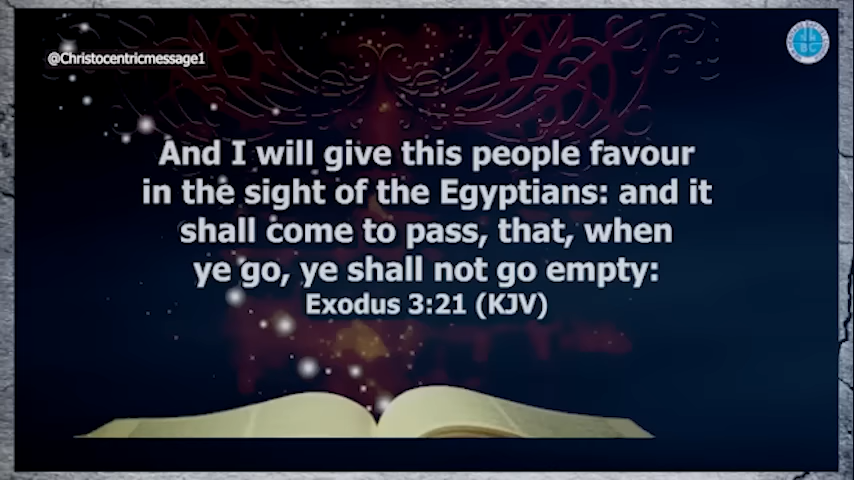 @Christocentricmessage1
And I will give this people favour
in the sight of the Egyptians: and it
shall come to pass, that, when
ye go, ye shall not go empty:
Exodus 3:21 (KJV)